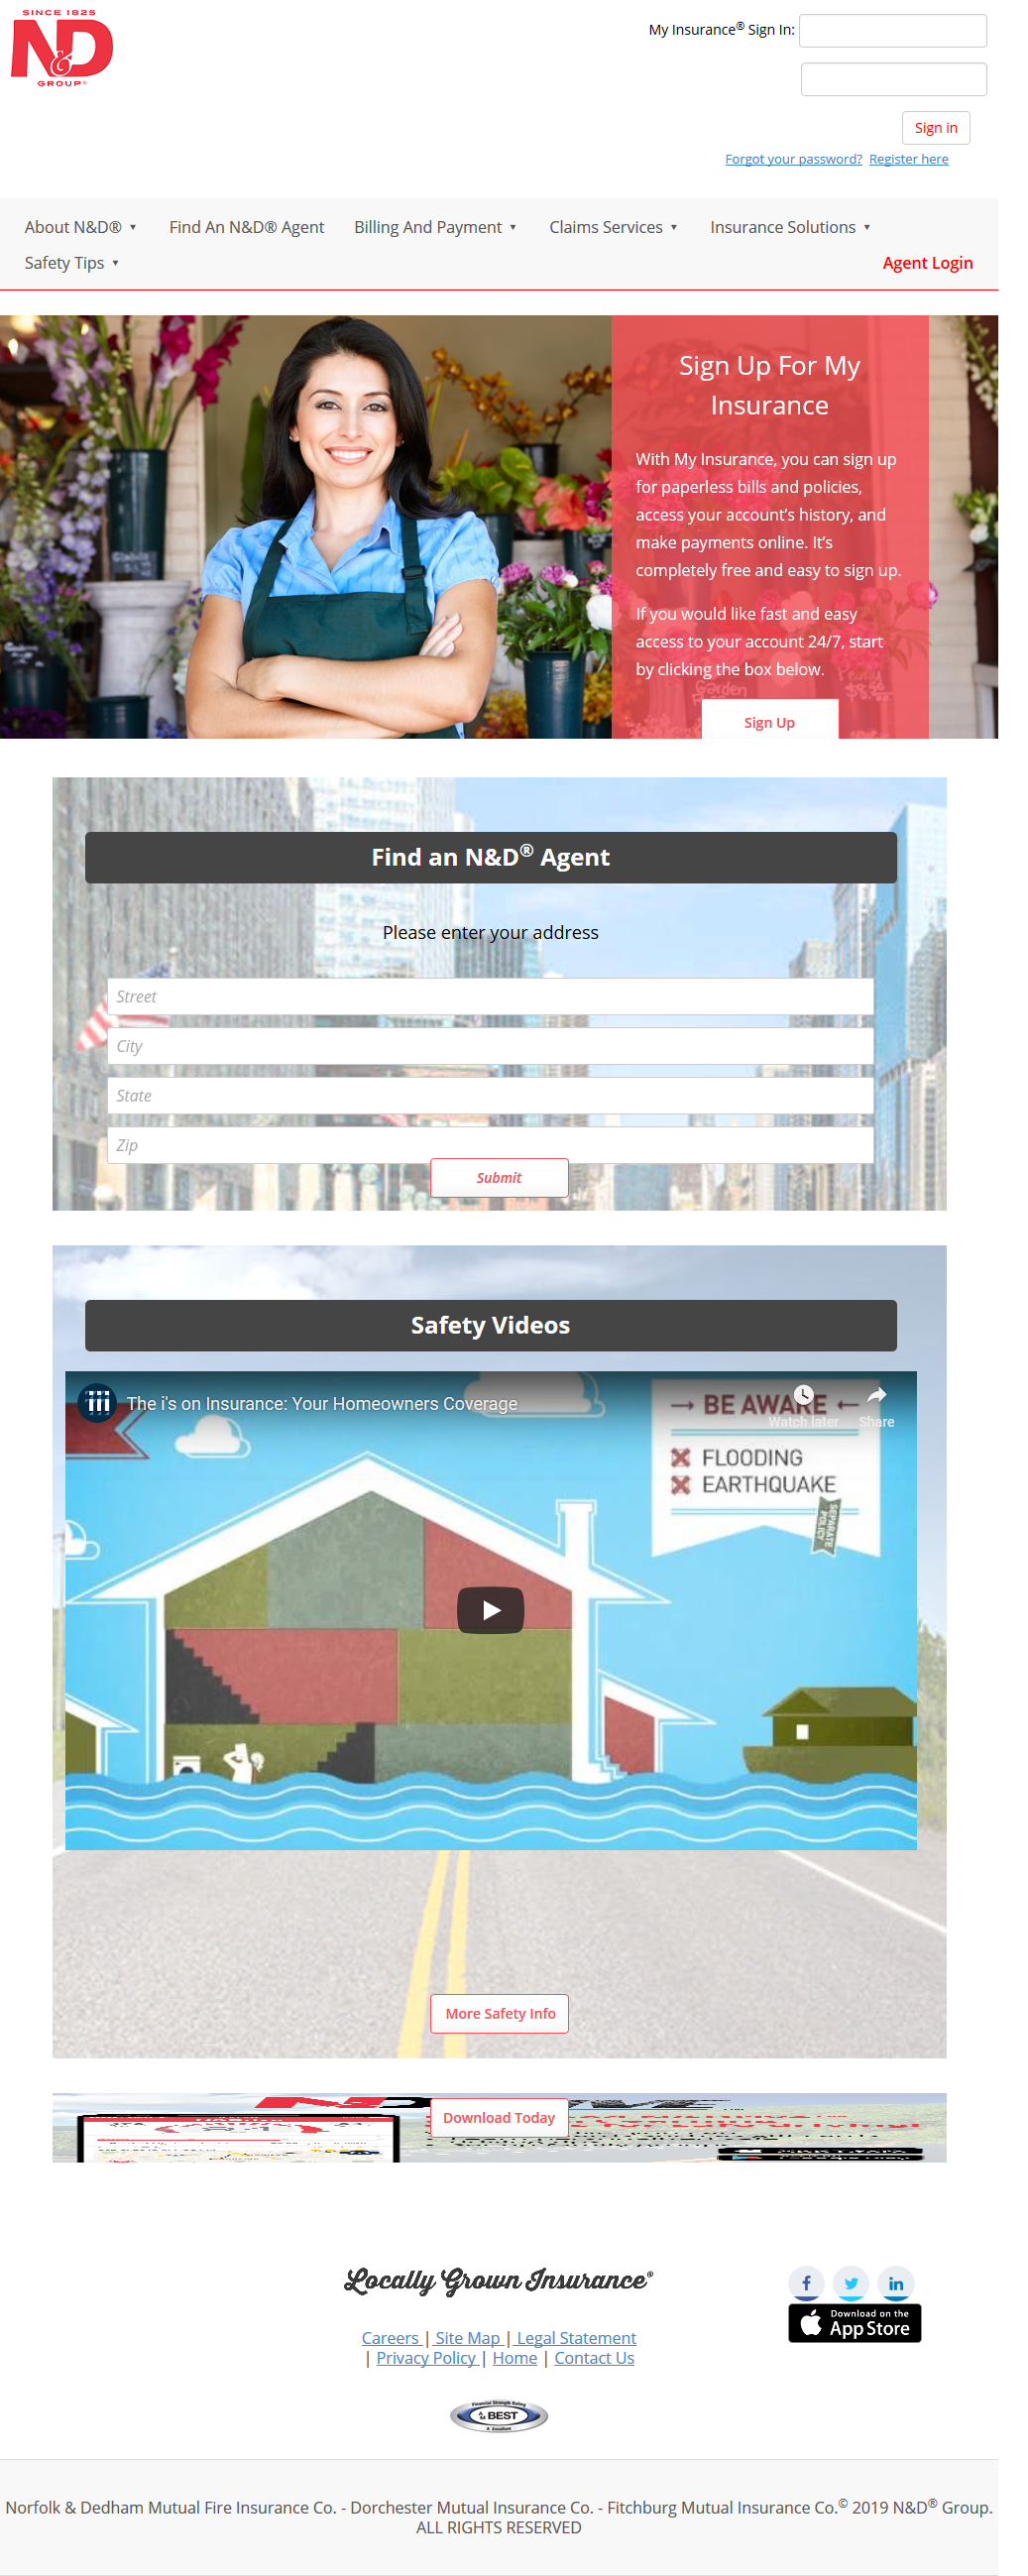 SINCE 1825
N&D
GROUP®
My Insurance® Sign In:
Sign in
Forgot your password? Register here
About N&D® ▼ Find An N&D® Agent Billing And Payment ▼ Claims Services ▼ Insurance Solutions ▼
Safety Tips ▼ Agent Login
Sign Up For My
Insurance
With My Insurance, you can sign up
for paperless bills and policies,
access your account's history, and
make payments online. It's
completely free and easy to sign up.
If you would like fast and easy
access to your account 24/7, start
by clicking the box below.
Garden
Sign Up
Find an N&D® Agent
Please enter your address
Street
City
State
Zip
Submit
Safety Videos
The i's on Insurance: Your Homeowners Coverage
Watch later Share
BE AWARE
FLOODING
EARTHQUAKE
SEPARATE
POLICY
More Safety Info
Download Today
Locally Grown Insurance®
Download on the
App Store
Careers | Site Map | Legal Statement
| Privacy Policy | Home | Contact Us
Financial Strength Rating
BEST
A Excellent
Norfolk & Dedham Mutual Fire Insurance Co. - Dorchester Mutual Insurance Co. - Fitchburg Mutual Insurance Co.© 2019 N&D® Group.
ALL RIGHTS RESERVED